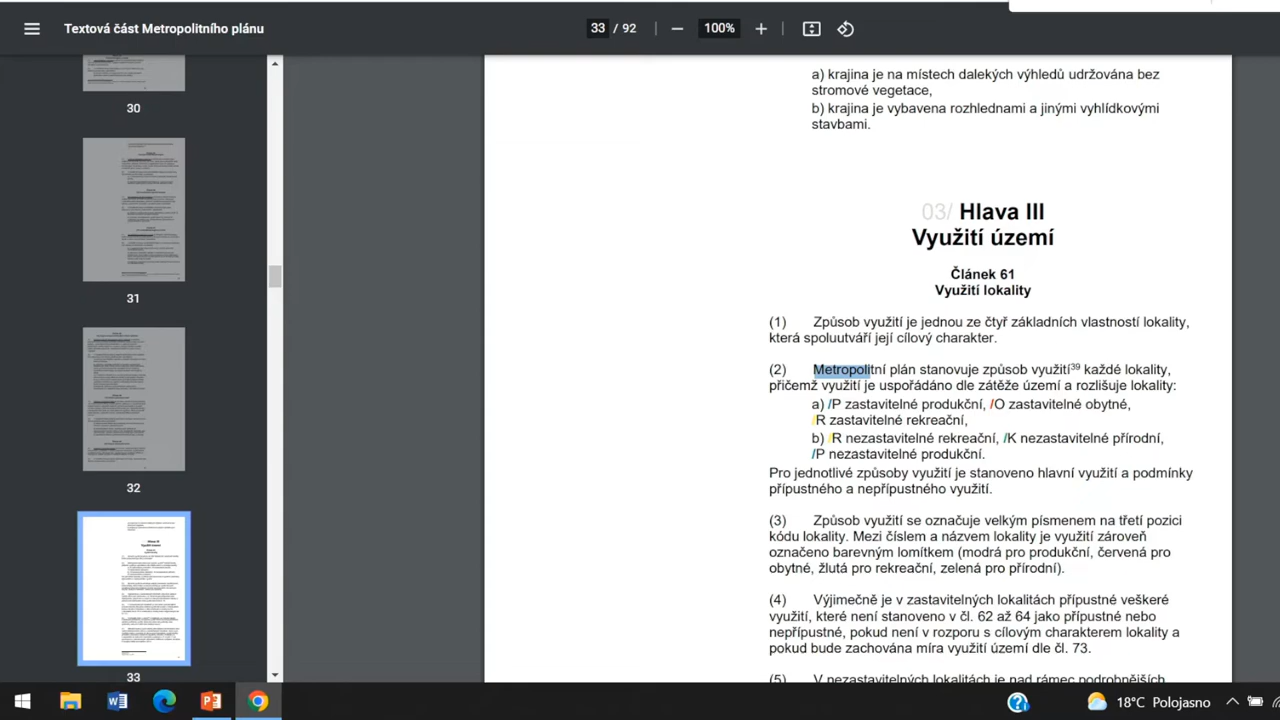 Textová část Metropolitního plánu
33 / 92
100%
30
31
32
33
a) krajina je na místech dalekých výhledů udržována bez
stromové vegetace,
b) krajina je vybavena rozhlednami a jinými vyhlídkovými
stavbami.
03/ Hlava III
Využití území
Článek 61
Využití lokality
(1) Způsob využití je jednou ze čtyř základních vlastností lokality,
která spoluutváří její cílový charakter.
(2) Metropolitní plán stanovuje způsob využití39 každé lokality,
přičemž využití je uspořádáno dle zátěže území a rozlišuje lokality:
a) /P zastavitelné produkční, /O zastavitelné obytné,
/R zastavitelné rekreační,
b) /R nezastavitelné rekreační, /K nezastavitelné přírodní,
/P nezastavitelné produkční.
Pro jednotlivé způsoby využití je stanoveno hlavní využití a podmínky
přípustného a nepřípustného využití.
(3) Způsob využití se označuje velkým písmenem na třetí pozici
kódu lokality. Mezi číslem a názvem lokality je využití zároveň
označeno barevným lomítkem (modrá pro produkční, červená pro
obytné, žlutá pro rekreační, zelená pro přírodní).
(4) Výjimečně je v zastavitelných lokalitách přípustné veškeré
využití, které není stanoveno v čl. 62 až 64 jako přípustné nebo
nepřípustné, pokud není v rozporu s cílovým charakterem lokality a
pokud bude zachována míra využití území dle čl. 73.
(5) V nezastavitelných lokalitách je nad rámec podrobnějších
18°C Polojasno